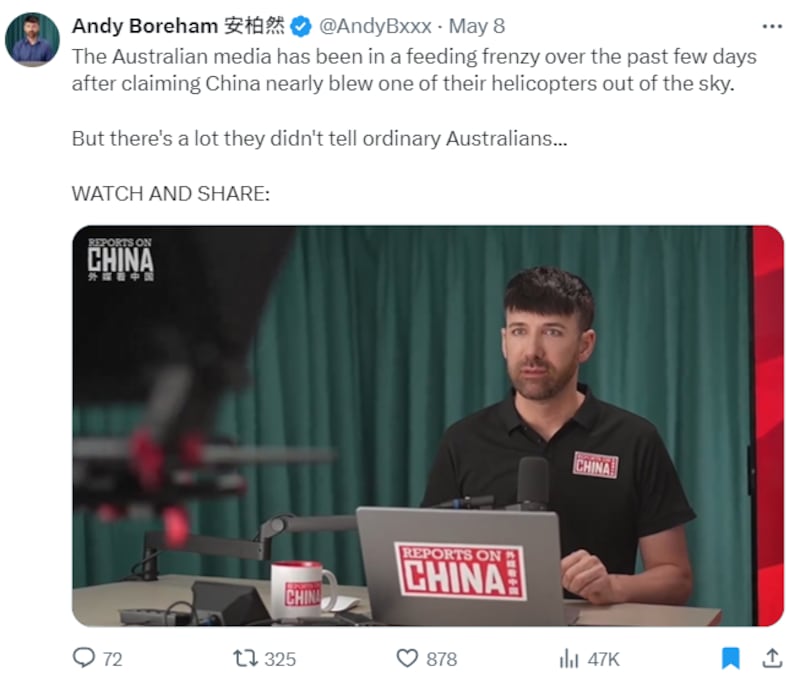 Andy Boreham 安柏然 @AndyBxxx · May 8
The Australian media has been in a feeding frenzy over the past few days
after claiming China nearly blew one of their helicopters out of the sky.
But there's a lot they didn't tell ordinary Australians...
WATCH AND SHARE:
REPORTS ON
CHINA
外媒看中国
REPORTS ON
CHINA
REPORTS ON
CHINA
REPORTS ON
CHINA
外媒看中国
72 325 878 47K